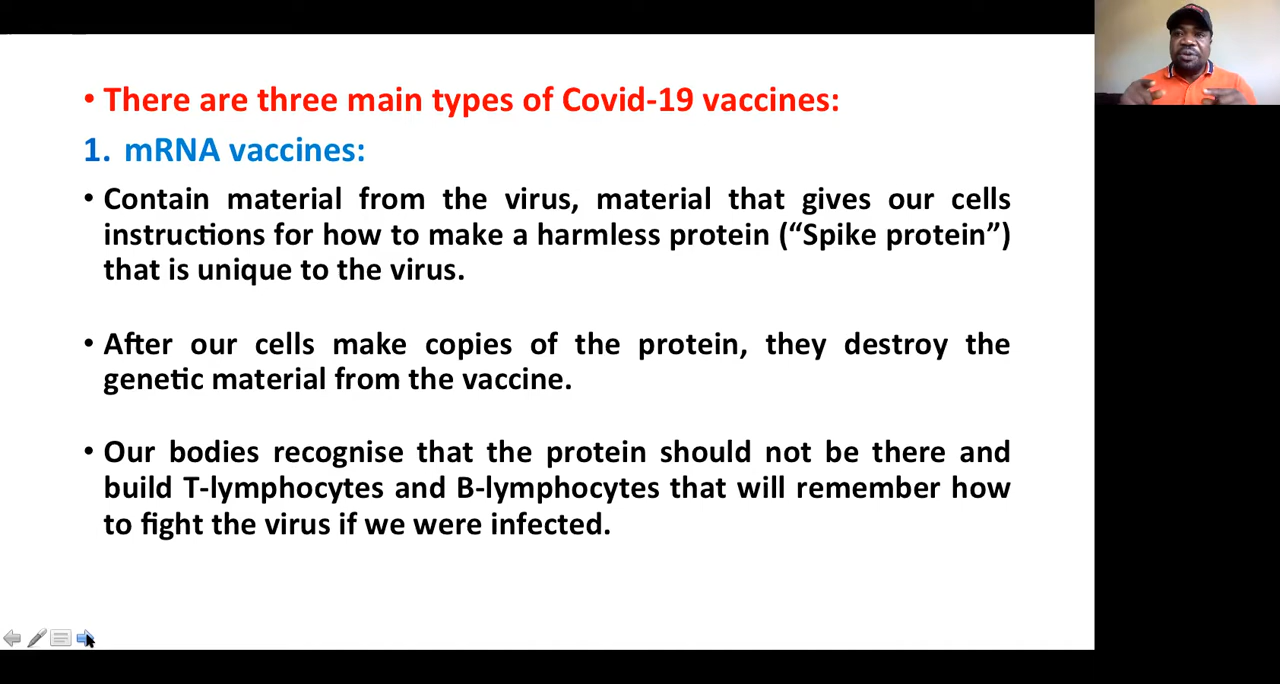 • There are three main types of Covid-19 vaccines:
1. mRNA vaccines:
• Contain material from the virus, material that gives our cells
instructions for how to make a harmless protein (“Spike protein”)
that is unique to the virus.
• After our cells make copies of the protein, they destroy the
genetic material from the vaccine.
• Our bodies recognise that the protein should not be there and
build T-lymphocytes and B-lymphocytes that will remember how
to fight the virus if we were infected.